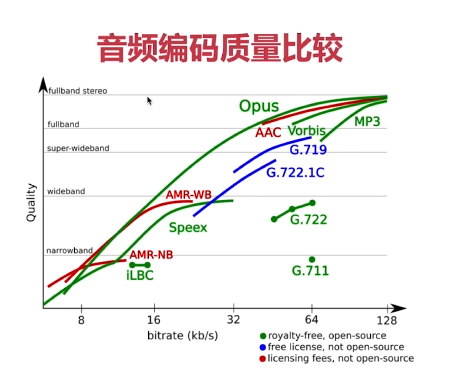 音频编码质量比较
fullband stereo
Opus
fullband
AAC
Vorbis
MP3
super-wideband
G.719
G.722.1C
wideband
AMR-WB
Quality
Speex
G.722
narrowband
AMR-NB
iLBC
G.711
8
16
32
64
128
bitrate (kb/s)
royalty-free, open-source
free license, not open-source
licensing fees, not open-source